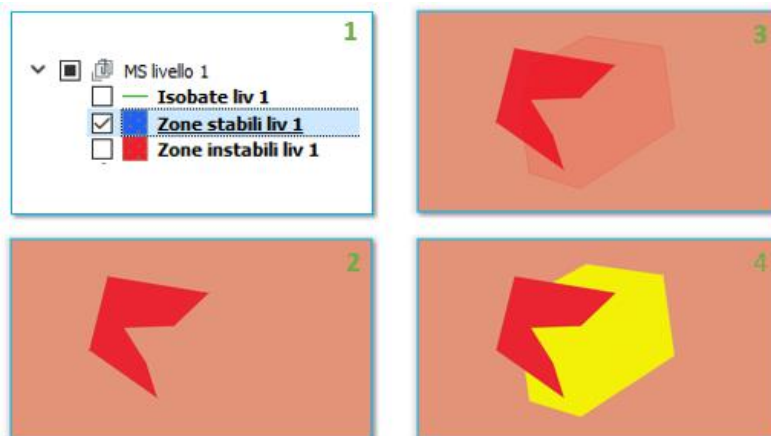 1
MS livello 1
Isobate liv 1
Zone stabili liv 1
Zone instabili liv 1
3
2
4